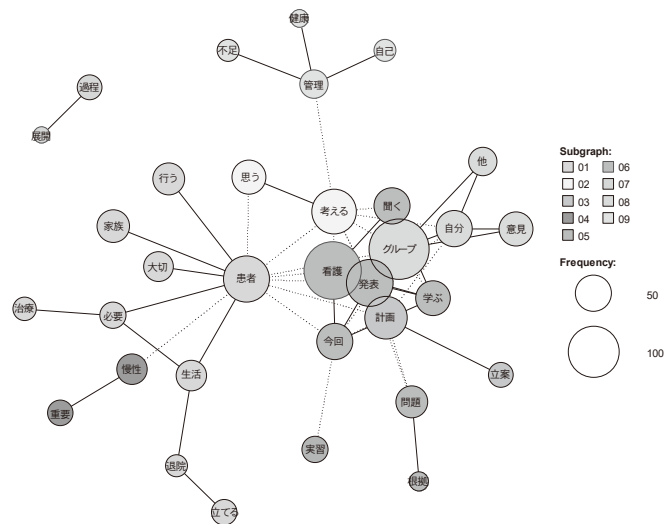 健康
不足
自己
管理
過程
展開
他
思う
行う
聞く
考える
家族
自分
意見
グループ
大切
看護
患者
発表
学ぶ
治療
必要
計画
今回
慢性
生活
立案
重要
問題
実習
退院
根拠
立てる
Subgraph:
01 06
02 07
03 08
04 09
05
Frequency:
50
100